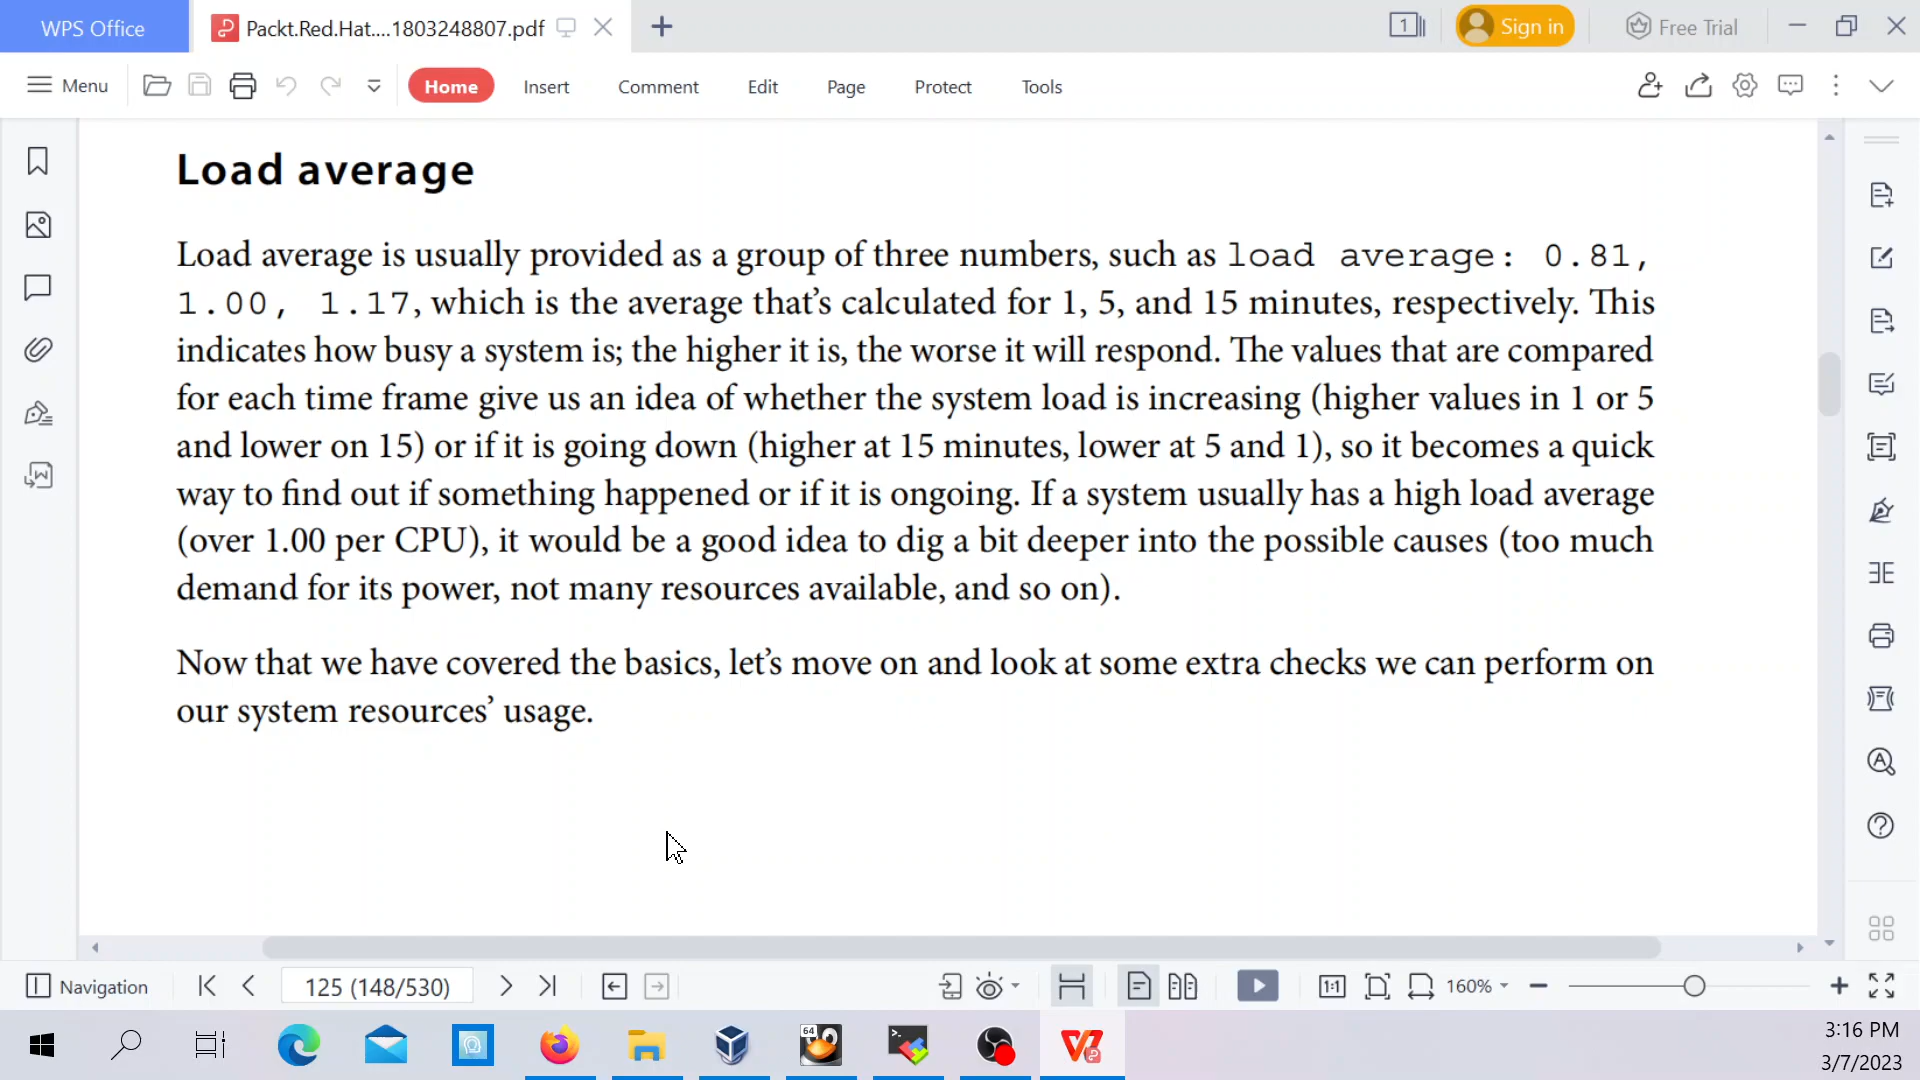 WPS Office
Packt.Red.Hat....1803248807.pdf
1
Sign in
Free Trial
Menu
Home
Insert
Comment
Edit
Page
Protect
Tools
Load average
Load average is usually provided as a group of three numbers, such as load average: 0.81,
1.00, 1.17, which is the average that’s calculated for 1, 5, and 15 minutes, respectively. This
indicates how busy a system is; the higher it is, the worse it will respond. The values that are compared
for each time frame give us an idea of whether the system load is increasing (higher values in 1 or 5
and lower on 15) or if it is going down (higher at 15 minutes, lower at 5 and 1), so it becomes a quick
way to find out if something happened or if it is ongoing. If a system usually has a high load average
(over 1.00 per CPU), it would be a good idea to dig a bit deeper into the possible causes (too much
demand for its power, not many resources available, and so on).
Now that we have covered the basics, let’s move on and look at some extra checks we can perform on
our system resources’ usage.
Navigation
125 (148/530)
1:1
160%
64
3:16 PM
3/7/2023